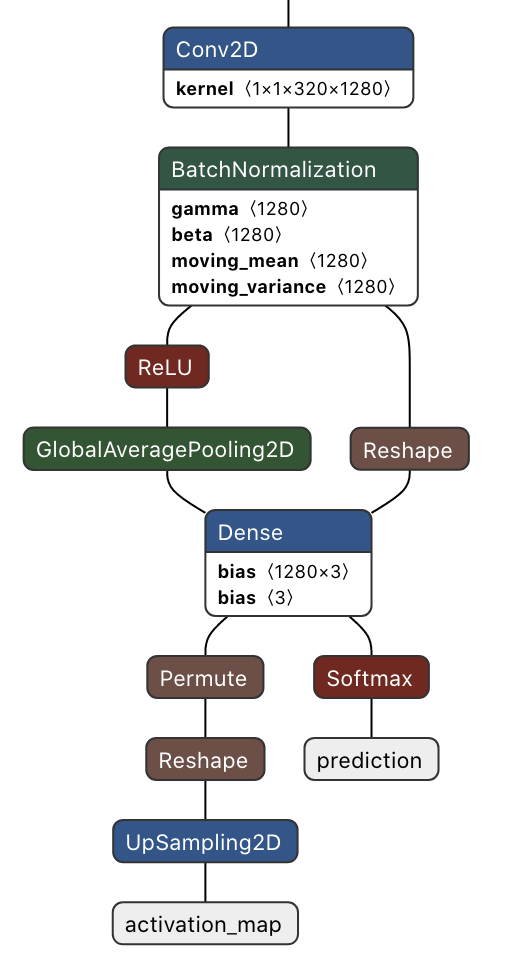 Conv2D
kernel〈1×1×320×1280〉
BatchNormalization
gamma〈1280〉
beta〈1280〉
moving_mean〈1280〉
moving_variance〈1280〉
ReLU
GlobalAveragePooling2D
Reshape
Dense
bias〈1280×3〉
bias〈3〉
Permute
Softmax
Reshape
prediction
UpSampling2D
activation_map